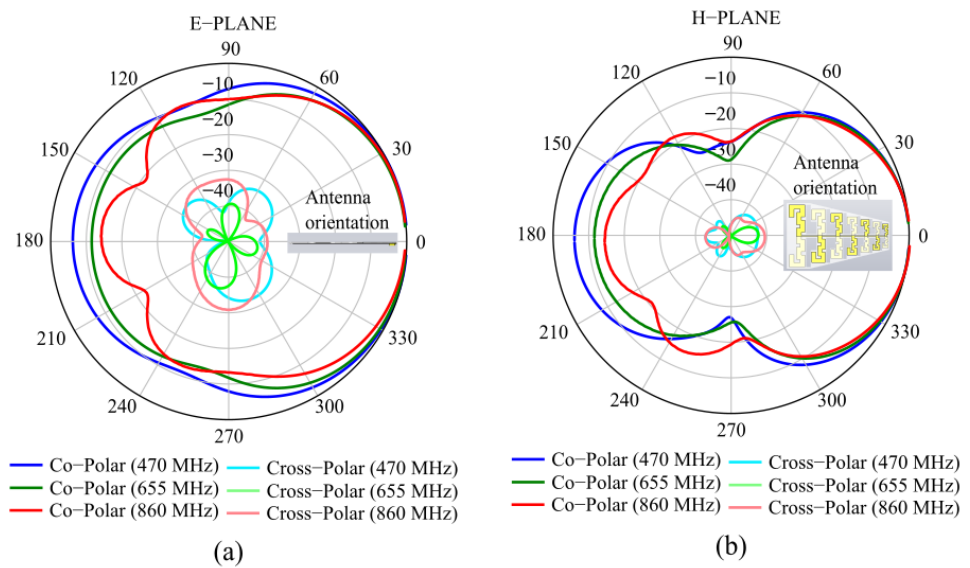 E−PLANE
90
120
60
−10
150
−20
30
−30
−40
Antenna
orientation
180
0
210
330
240
300
270
Co−Polar (470 MHz)
Cross−Polar (470 MHz)
Co−Polar (655 MHz)
Cross−Polar (655 MHz)
Co−Polar (860 MHz)
Cross−Polar (860 MHz)
(a)
H−PLANE
90
120
60
−10
150
−20
30
−30
−40
Antenna
orientation
180
0
210
330
240
300
270
Co−Polar (470 MHz)
Cross−Polar (470 MHz)
Co−Polar (655 MHz)
Cross−Polar (655 MHz)
Co−Polar (860 MHz)
Cross−Polar (860 MHz)
(b)